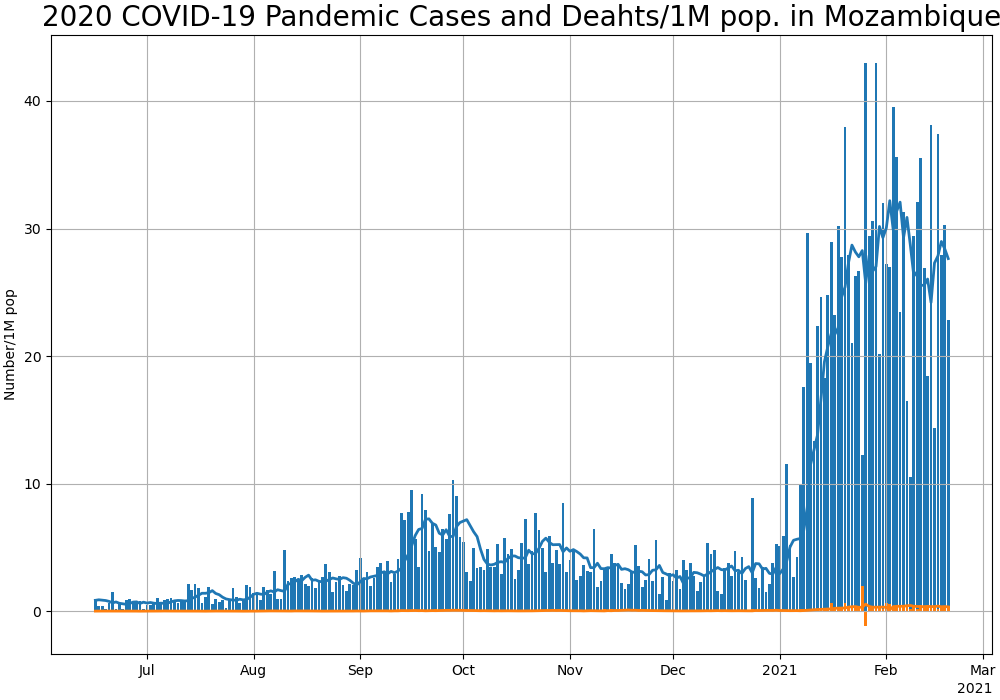 2020 COVID-19 Pandemic Cases and Deahts/1M pop. in Mozambique
Number/1M pop
40
30
20
10
0
Jul Aug Sep Oct Nov Dec 2021 Feb Mar
2021